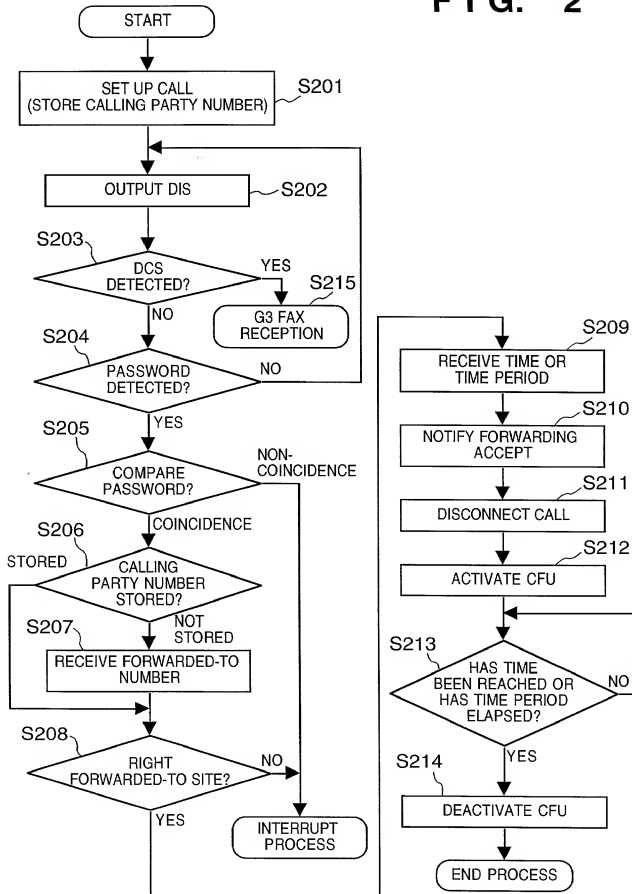 FIG. 2
START
S201
SET UP CALL
(STORE CALLING PARTY NUMBER)
OUTPUT DIS
S202
S203
DCS
DETECTED?
YES
S215
G3 FAX
RECEPTION
NO
S204
PASSWORD
DETECTED?
NO
YES
S205
COMPARE
PASSWORD?
NON-
COINCIDENCE
COINCIDENCE
S206
STORED
CALLING
PARTY NUMBER
STORED?
NOT
STORED
S207
RECEIVE FORWARDED-TO
NUMBER
S208
RIGHT
FORWARDED-TO SITE?
NO
YES
INTERRUPT
PROCESS
S209
RECEIVE TIME OR
TIME PERIOD
S210
NOTIFY FORWARDING
ACCEPT
S211
DISCONNECT CALL
S212
ACTIVATE CFU
S213
HAS TIME
BEEN REACHED OR
HAS TIME PERIOD
ELAPSED?
NO
YES
S214
DEACTIVATE CFU
END PROCESS